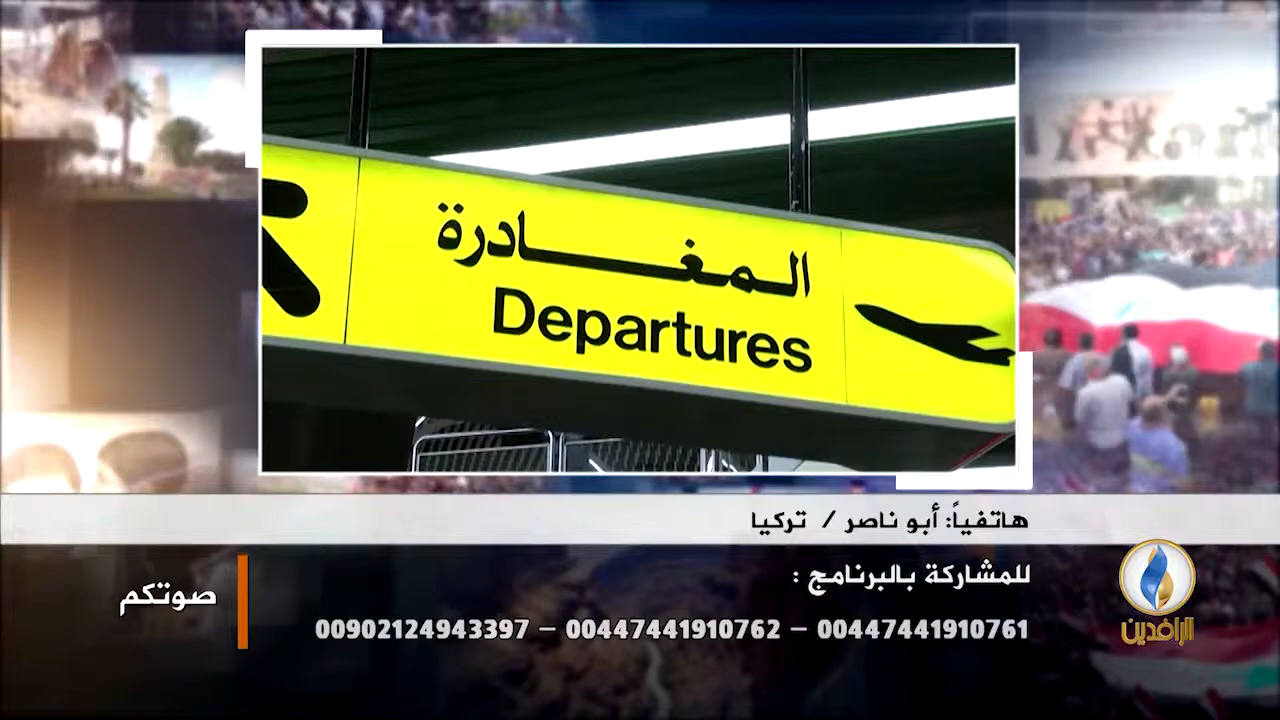 المغادرة
Departures
هاتفياً: أبو ناصر / تركيا
للمشاركة بالبرنامج :
00902124943397 – 00447441910762 – 00447441910761
صوتكم
الرافدين